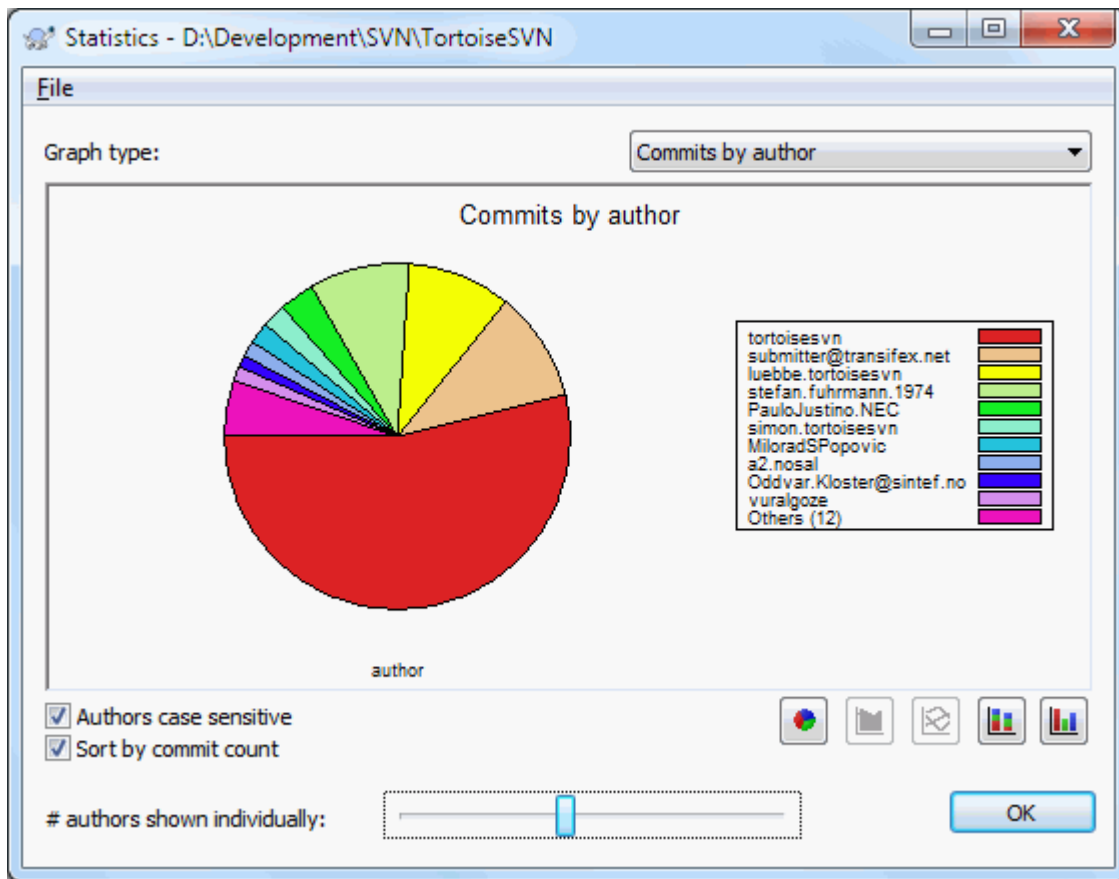 Statistics - D:\Development\SVN\TortoiseSVN
File
Graph type:
Commits by author
Commits by author
tortoisesvn
submitter@transifex.net
luebbe.tortoisesvn
stefan.fuhrmann.1974
PauloJustino.NEC
simon.tortoisesvn
MiloradSPopovic
a2.nosal
Oddvar.Kloster@sintef.no
vuralgoze
Others (12)
author
Authors case sensitive
Sort by commit count
# authors shown individually:
OK